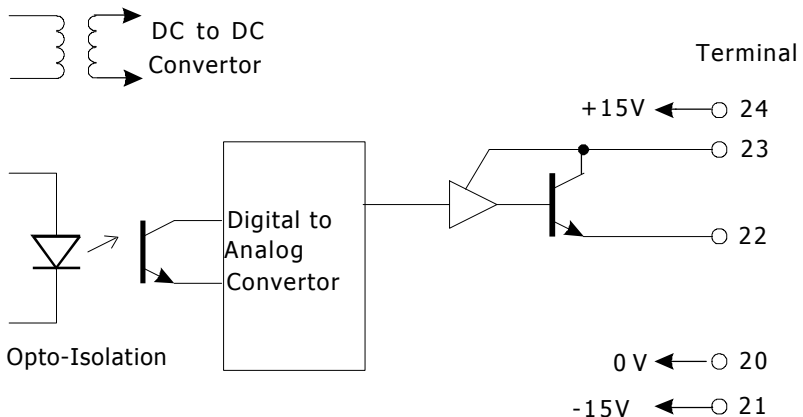 DC to DC
Convertor
Terminal
+15V 24
23
Digital to
Analog
Convertor
22
Opto-Isolation
0 V 20
-15V 21